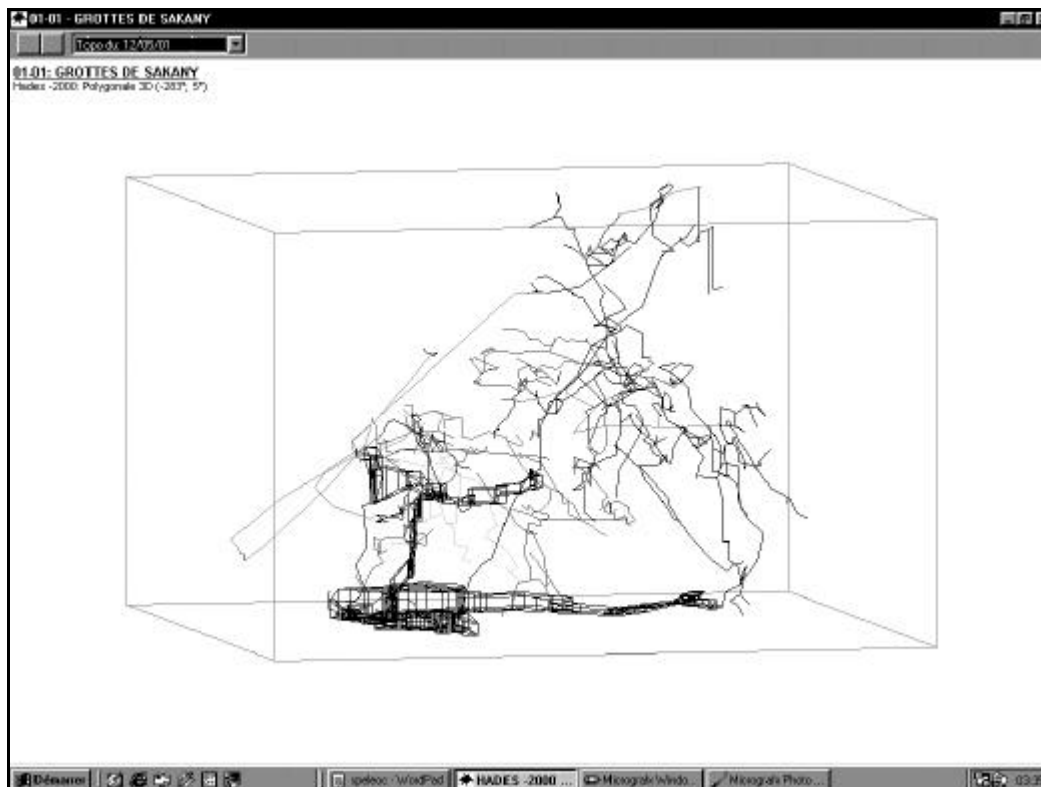 01-01 - GROTTES DE SAKANY
Topo du: 12/05/01
01-01: GROTTES DE SAKANY
Hades -2000: Polygonale 3D (-283°, 5°)
Démarrer
speleoc - WordPad
HADES -2000 ...
Micrografx Windo...
Micrografx Photo ...